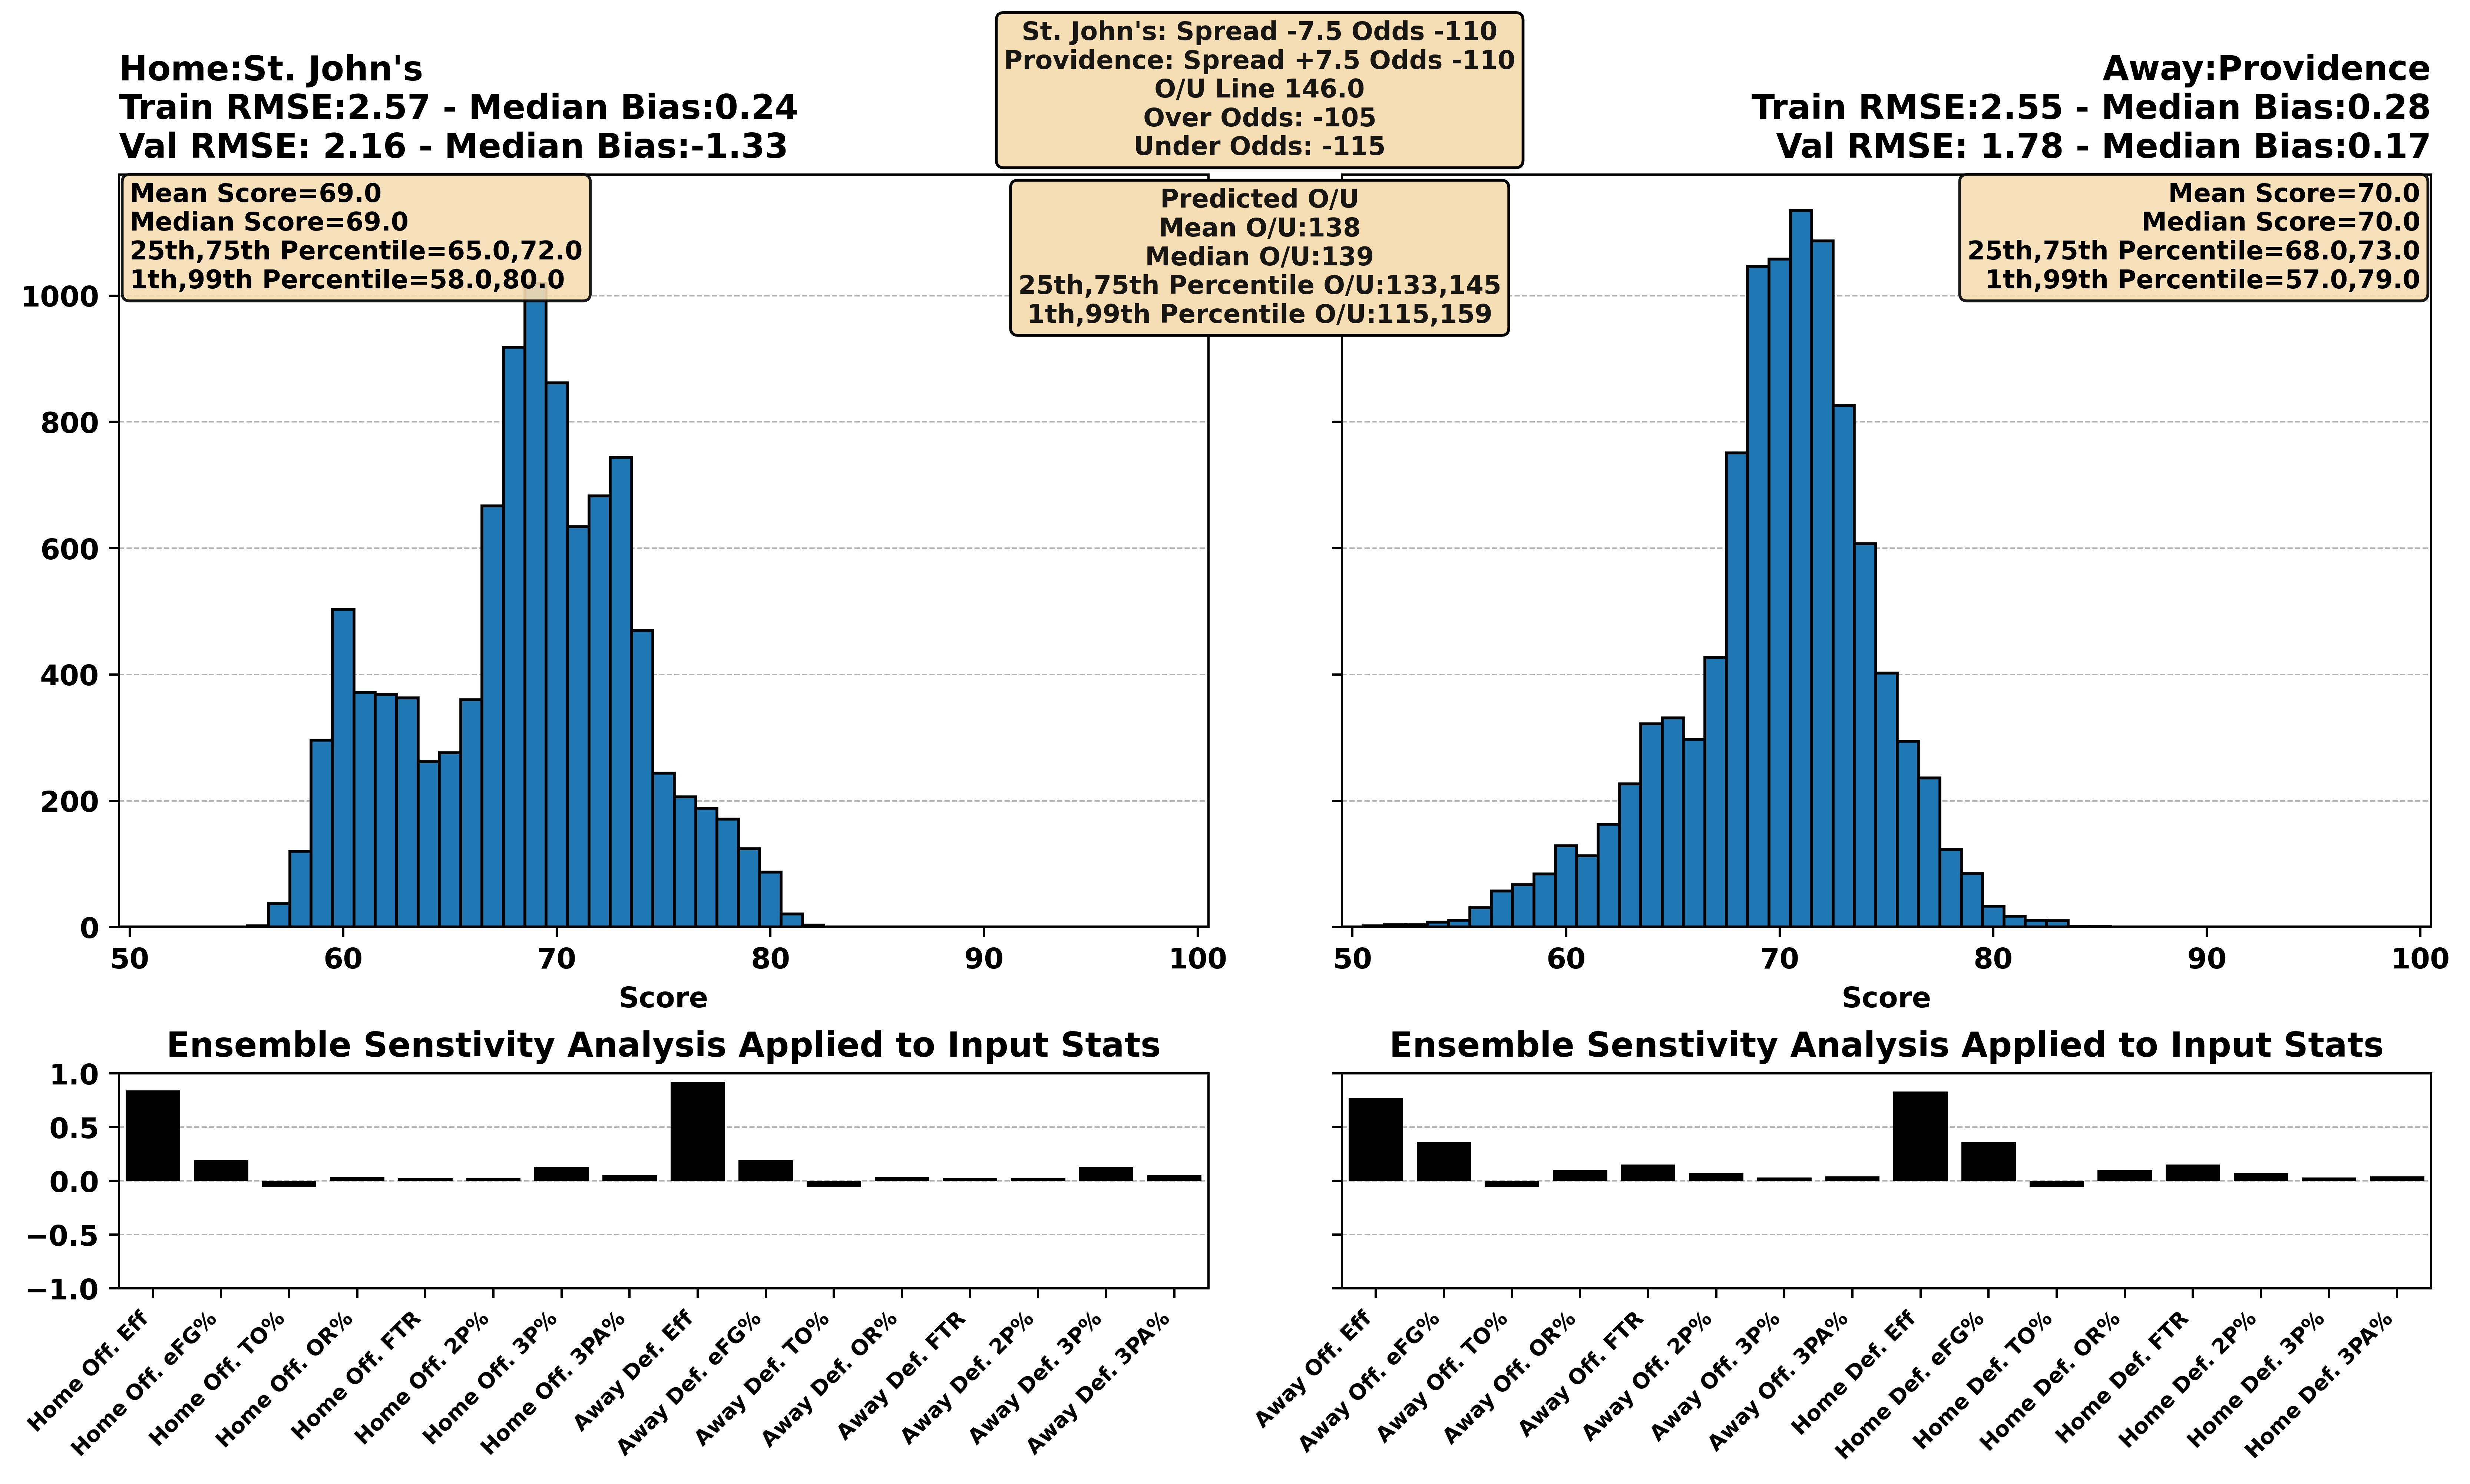 St. John's: Spread -7.5 Odds -110
Providence: Spread +7.5 Odds -110
O/U Line 146.0
Over Odds: -105
Under Odds: -115
Home:St. John's
Train RMSE:2.57 - Median Bias:0.24
Val RMSE: 2.16 - Median Bias:-1.33
Away:Providence
Train RMSE:2.55 - Median Bias:0.28
Val RMSE: 1.78 - Median Bias:0.17
Mean Score=69.0
Median Score=69.0
25th,75th Percentile=65.0,72.0
1th,99th Percentile=58.0,80.0
Predicted O/U
Mean O/U:138
Median O/U:139
25th,75th Percentile O/U:133,145
1th,99th Percentile O/U:115,159
Mean Score=70.0
Median Score=70.0
25th,75th Percentile=68.0,73.0
1th,99th Percentile=57.0,79.0
1000
800
600
400
200
0
50 60 70 80 90 100
Score
50 60 70 80 90 100
Score
Ensemble Senstivity Analysis Applied to Input Stats
1.0
0.5
0.0
−0.5
−1.0
Home Off. Eff
Home Off. eFG%
Home Off. TO%
Home Off. OR%
Home Off. FTR
Home Off. 2P%
Home Off. 3P%
Home Off. 3PA%
Away Def. Eff
Away Def. eFG%
Away Def. TO%
Away Def. OR%
Away Def. FTR
Away Def. 2P%
Away Def. 3P%
Away Def. 3PA%
Ensemble Senstivity Analysis Applied to Input Stats
Away Off. Eff
Away Off. eFG%
Away Off. TO%
Away Off. OR%
Away Off. FTR
Away Off. 2P%
Away Off. 3P%
Away Off. 3PA%
Home Def. Eff
Home Def. eFG%
Home Def. TO%
Home Def. OR%
Home Def. FTR
Home Def. 2P%
Home Def. 3P%
Home Def. 3PA%